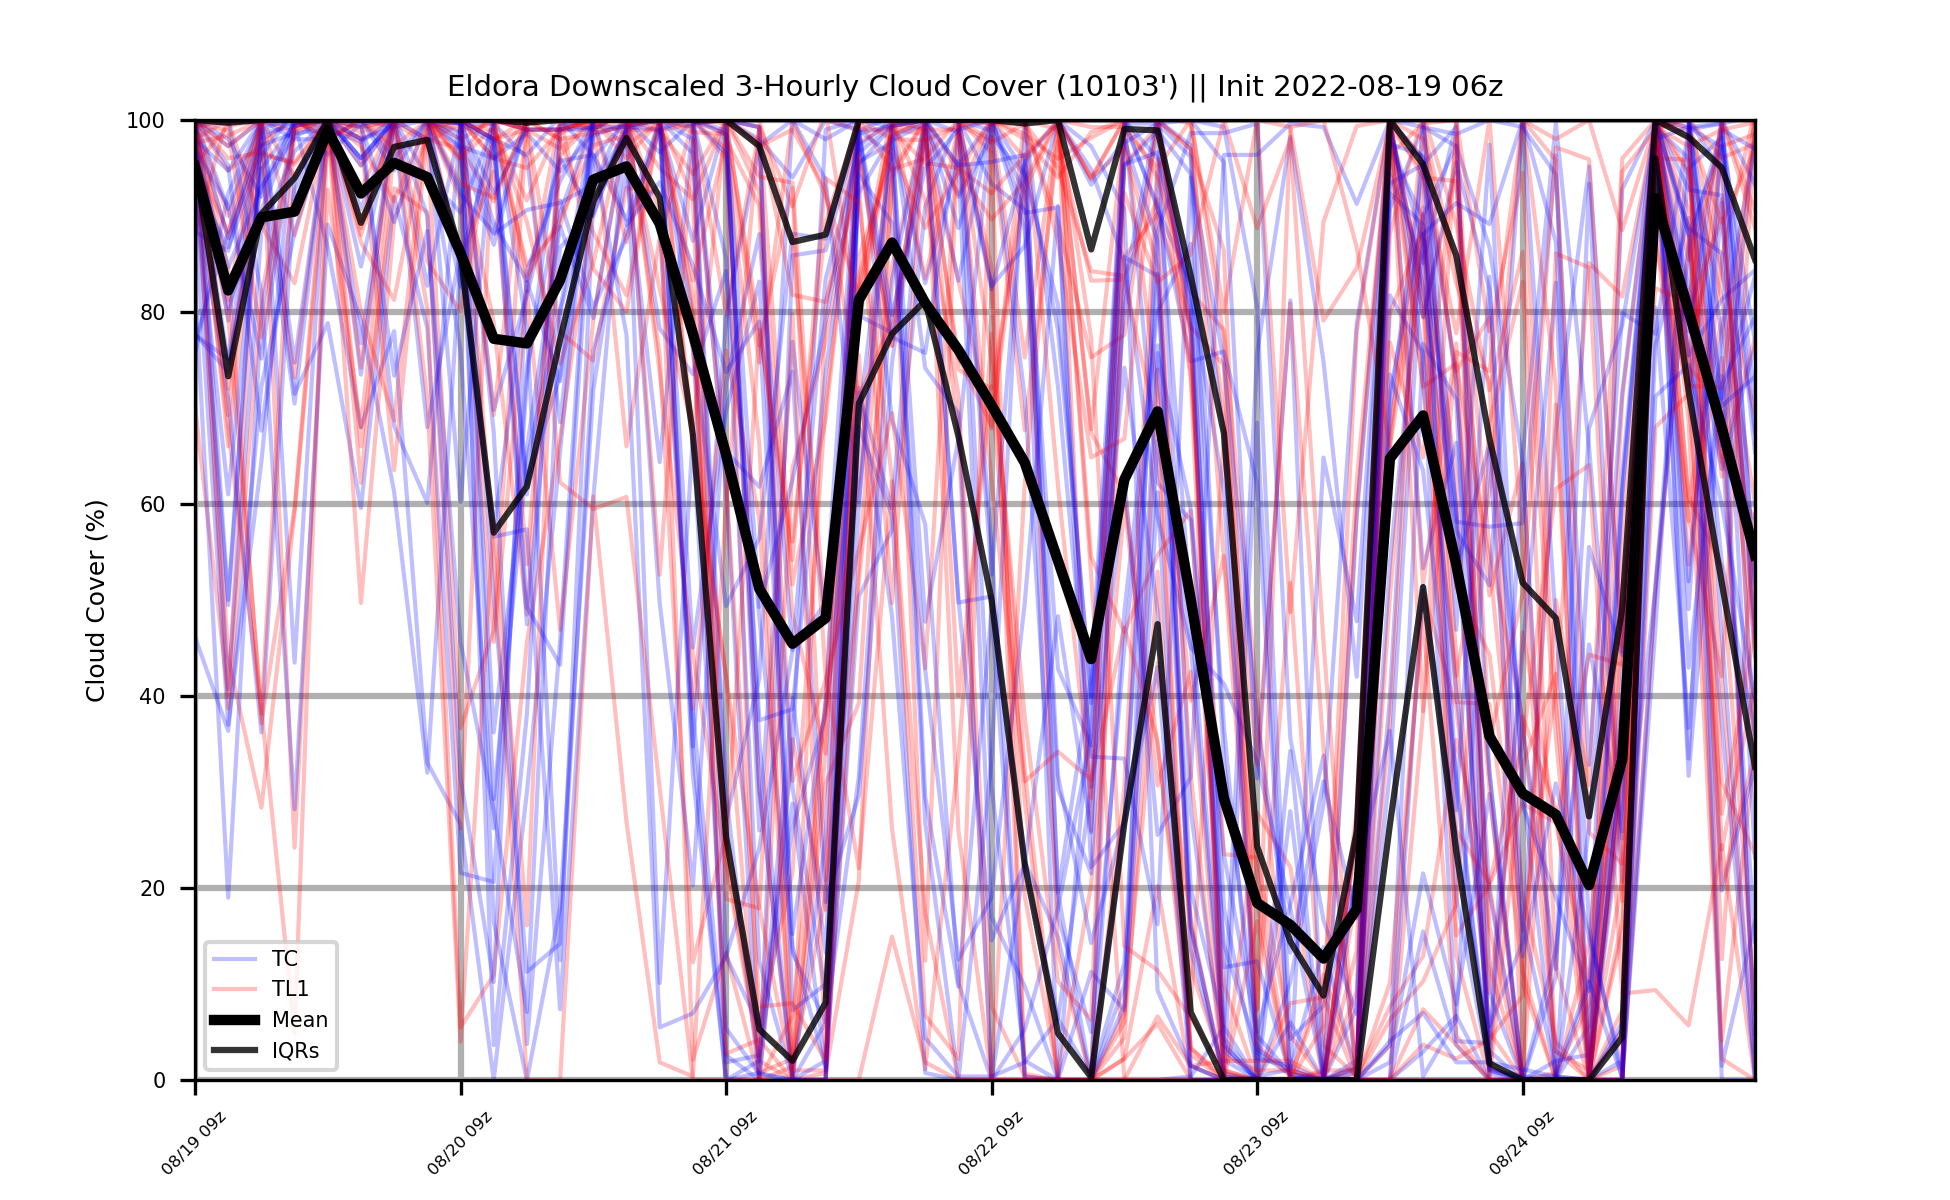 Eldora Downscaled 3-Hourly Cloud Cover (10103') || Init 2022-08-19 06z
Cloud Cover (%)
100
80
60
40
20
0
TC
TL1
Mean
IQRs
08/19 09z
08/20 09z
08/21 09z
08/22 09z
08/23 09z
08/24 09z